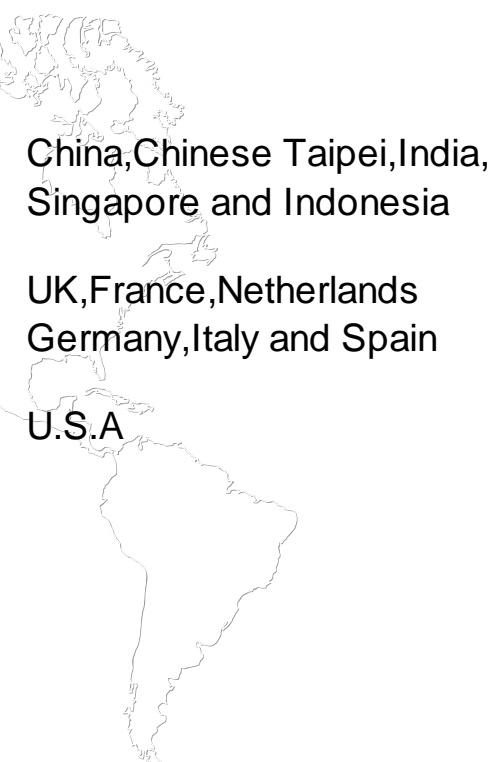 China,Chinese Taipei,India,
Singapore and Indonesia
UK,France,Netherlands
Germany,Italy and Spain
U.S.A